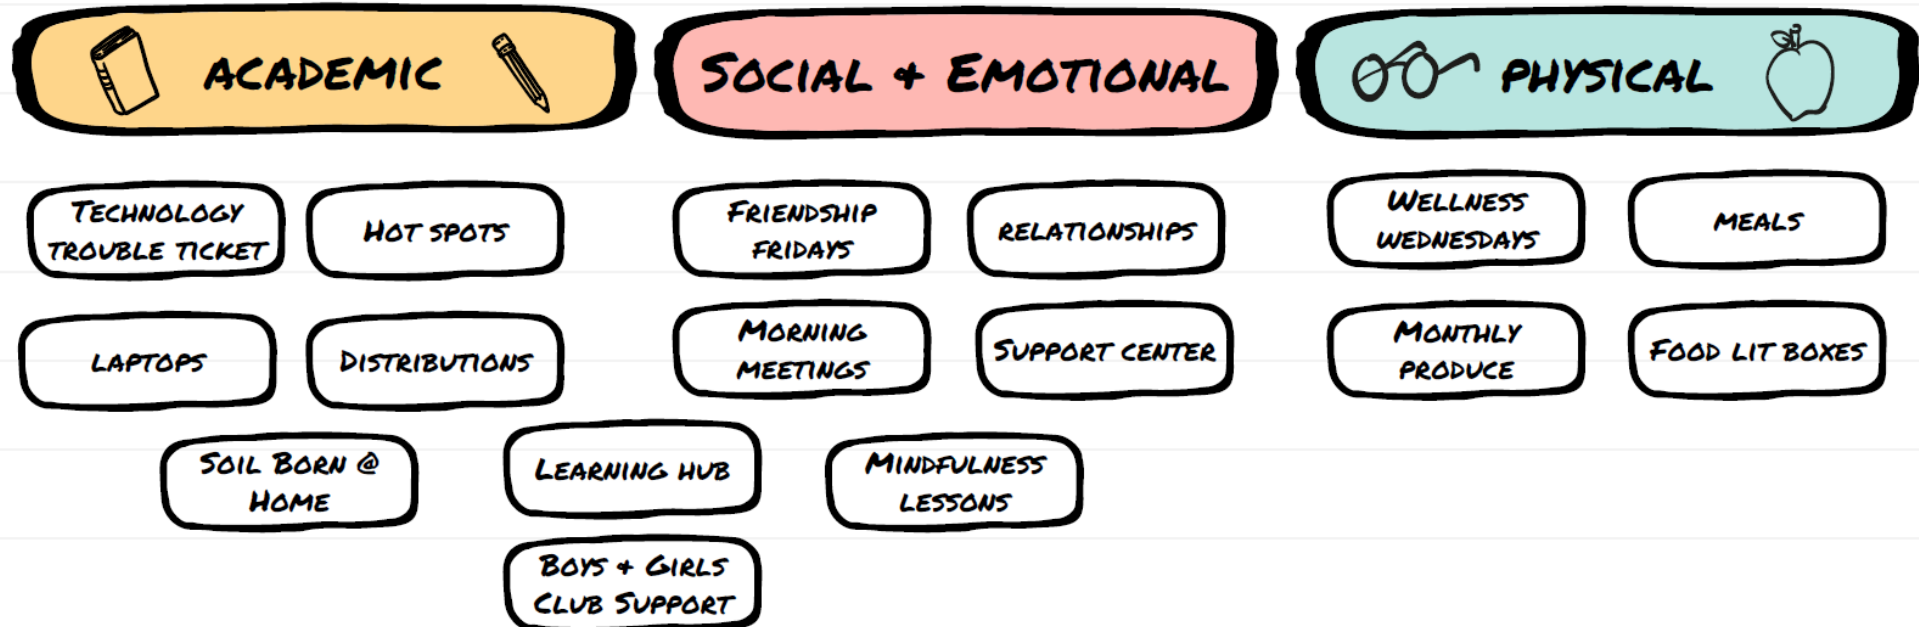 ACADEMIC
SOCIAL & EMOTIONAL
PHYSICAL
TECHNOLOGY
TROUBLE TICKET
HOT SPOTS
FRIENDSHIP
FRIDAYS
RELATIONSHIPS
WELLNESS
WEDNESDAYS
MEALS
LAPTOPS
DISTRIBUTIONS
MORNING
MEETINGS
SUPPORT CENTER
MONTHLY
PRODUCE
FOOD LIT BOXES
SOIL BORN @
HOME
LEARNING HUB
MINDFULNESS
LESSONS
BOYS & GIRLS
CLUB SUPPORT